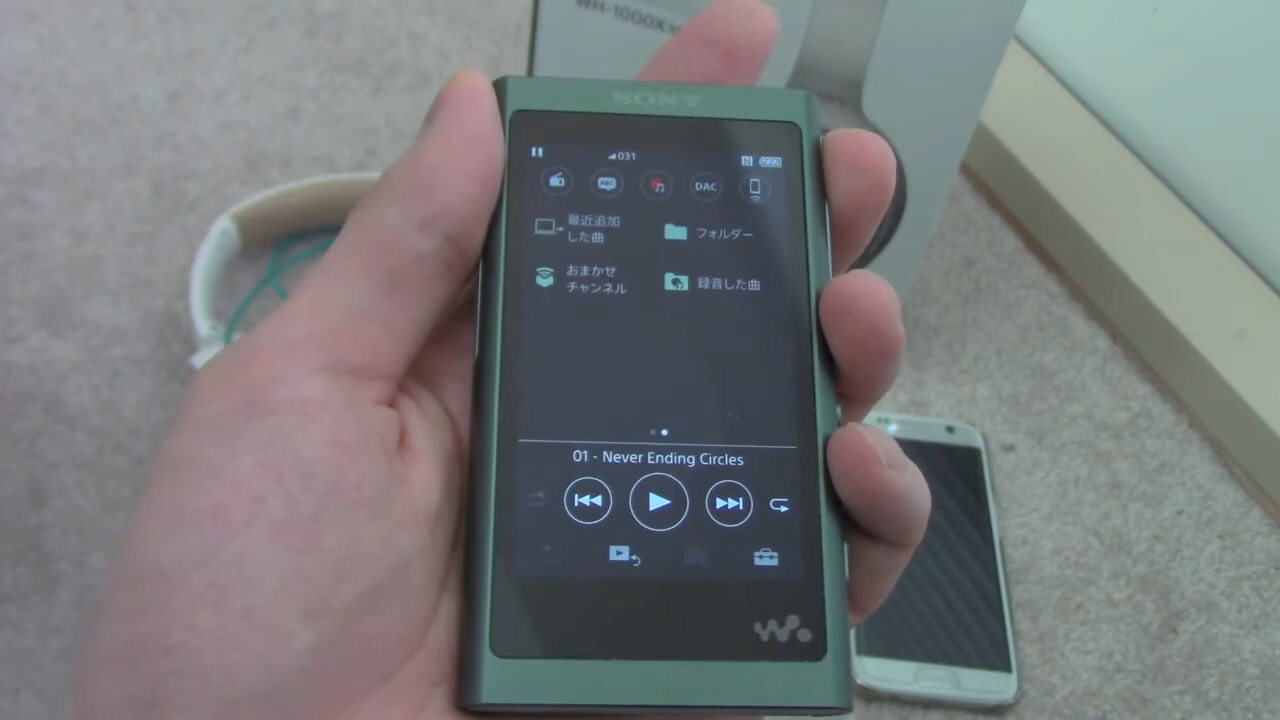 WH-1000X
SONY
031
N
ABC
DAC
最近追加
した曲
フォルダー
おまかせ
チャンネル
録音した曲
01 - Never Ending Circles